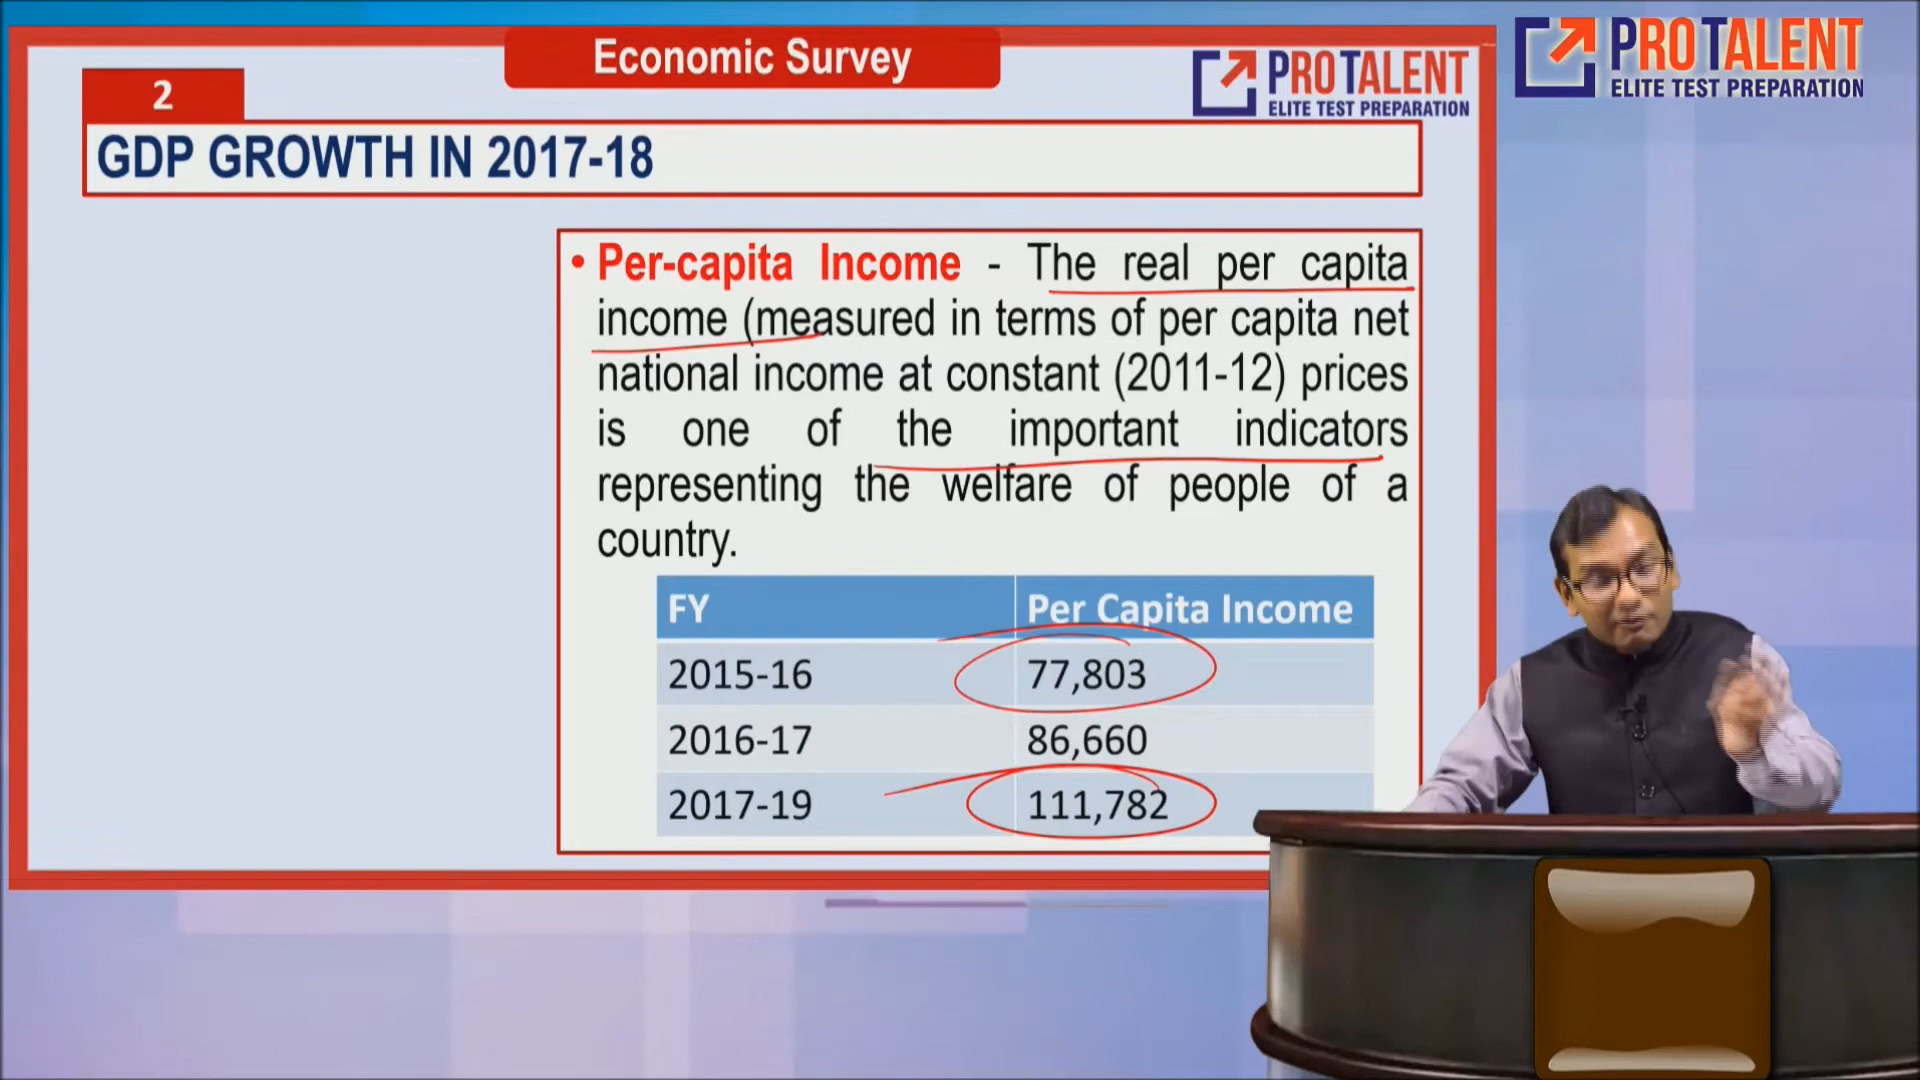 Economic Survey
PROTALENT
ELITE TEST PREPARATION
PROTALENT
ELITE TEST PREPARATION
2
GDP GROWTH IN 2017-18
• Per-capita Income - The real per capita
income (measured in terms of per capita net
national income at constant (2011-12) prices
is one of the important indicators
representing the welfare of people of a
country.
FY Per Capita Income
2015-16 77,803
2016-17 86,660
2017-19 111,782